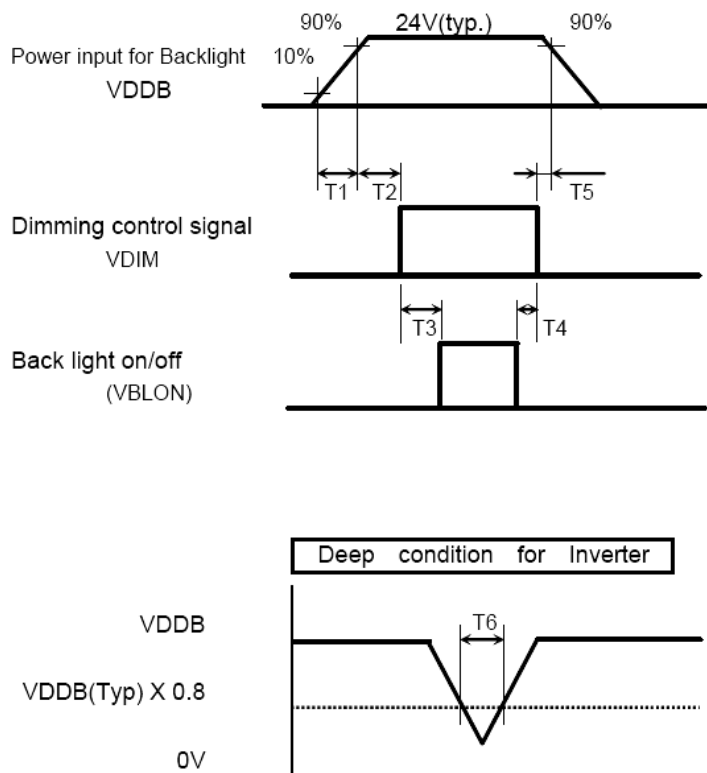 90% 24V(typ.) 90%
Power input for Backlight 10%
VDDB
T1 T2 T5
Dimming control signal
VDIM
T3 T4
Back light on/off
(VBLON)
Deep condition for Inverter
VDDB T6
VDDB(Typ) X 0.8
0V